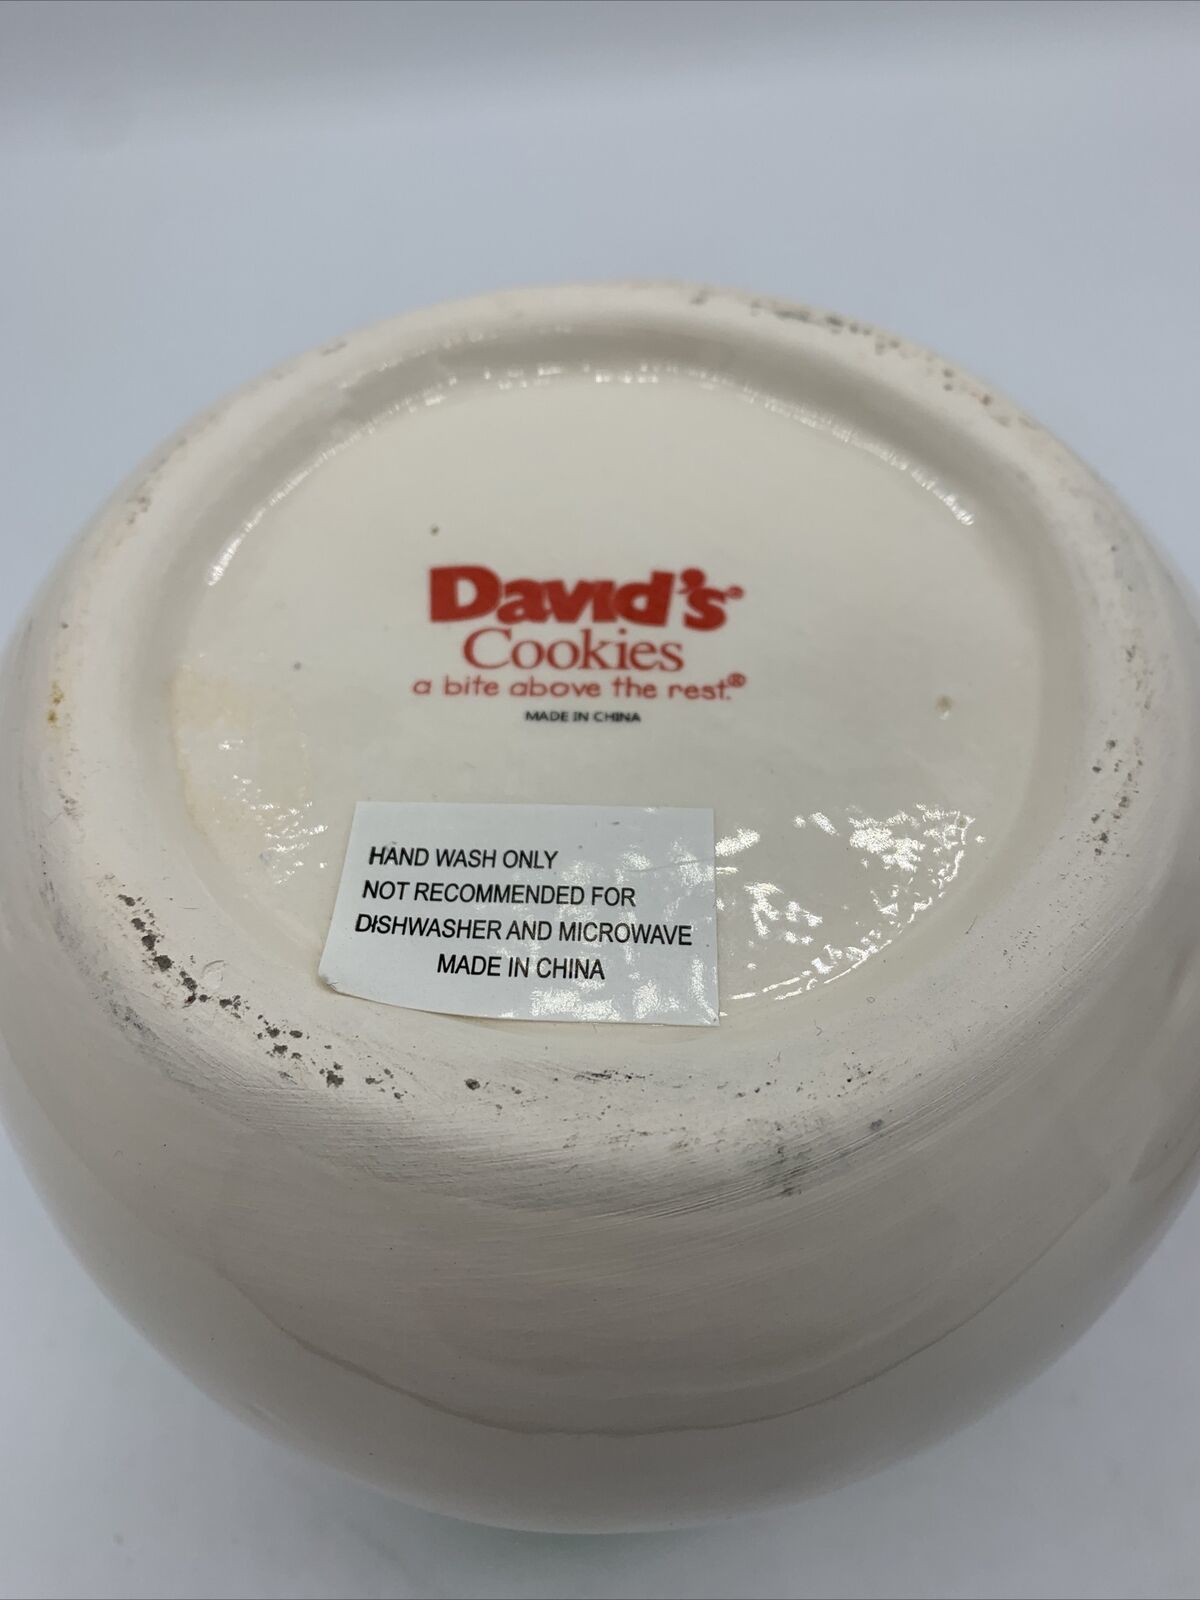 David's®
Cookies
a bite above the rest.®
MADE IN CHINA
HAND WASH ONLY
NOT RECOMMENDED FOR
DISHWASHER AND MICROWAVE
MADE IN CHINA